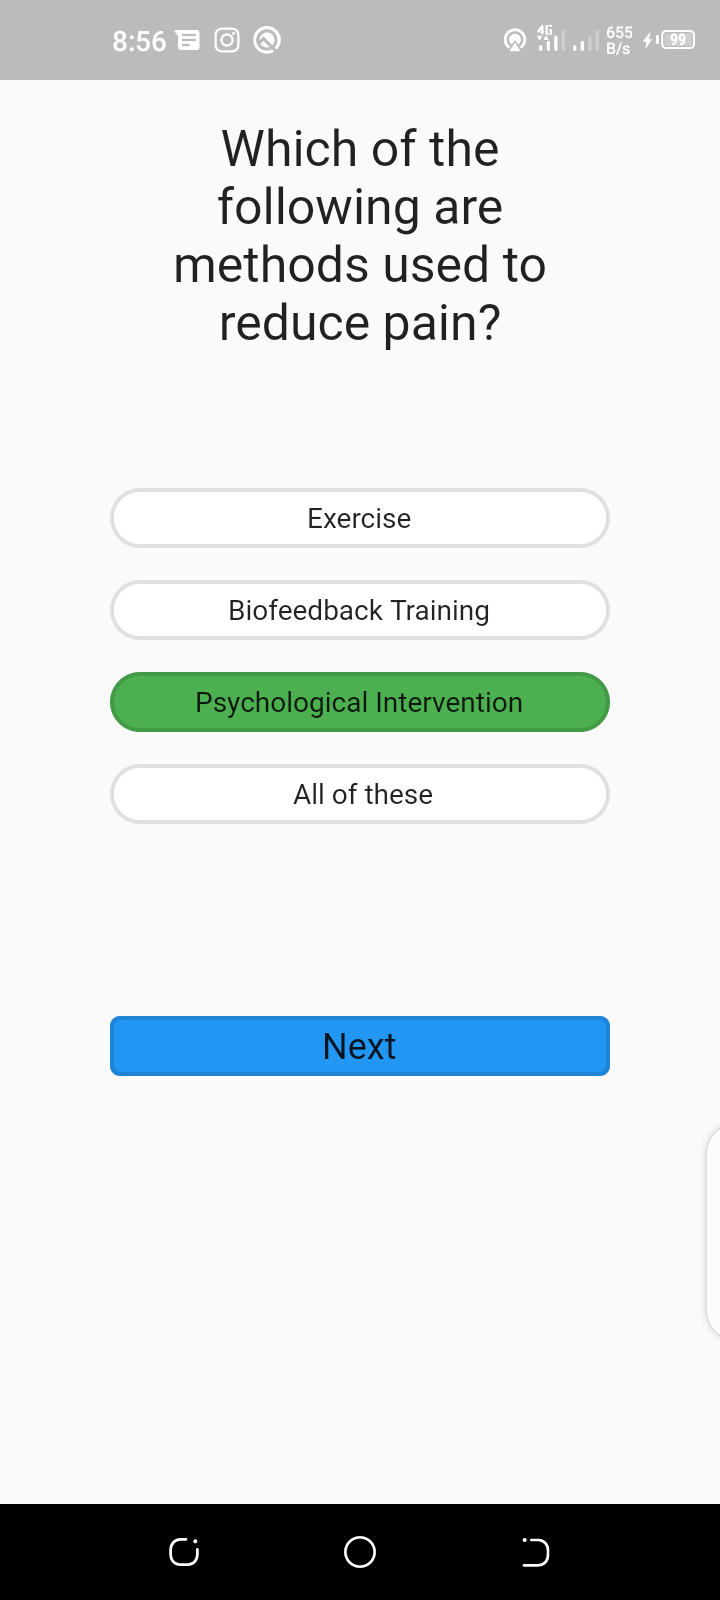 8:56
4G
655
B/s
99
Which of the
following are
methods used to
reduce pain?
Exercise
Biofeedback Training
Psychological Intervention
All of these
Next